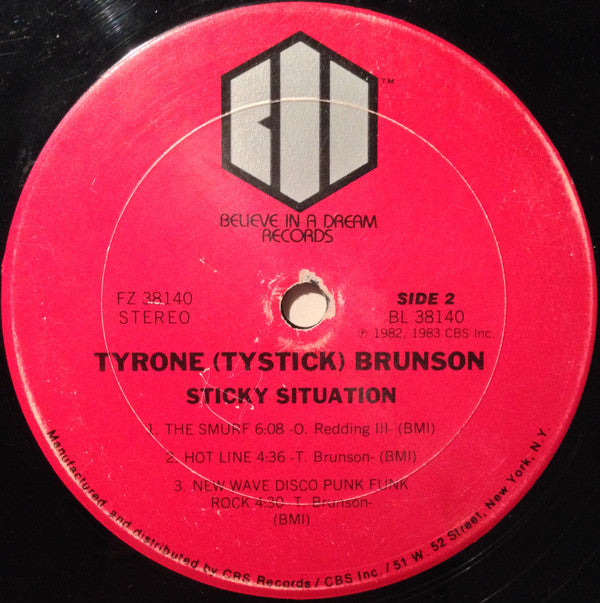 BID
™
BELIEVE IN A DREAM
RECORDS
FZ 38140
STEREO
SIDE 2
BL 38140
℗ 1982, 1983 CBS Inc.
TYRONE (TYSTICK) BRUNSON
STICKY SITUATION
1. THE SMURF 6:08 -O. Redding III- (BMI)
2. HOT LINE 4:36 -T. Brunson- (BMI)
3. NEW WAVE DISCO PUNK FUNK
ROCK 4:30 -T. Brunson-
(BMI)
Manufactured and distributed by CBS Records / CBS Inc. / 51 W. 52 Street, New York, N.Y.